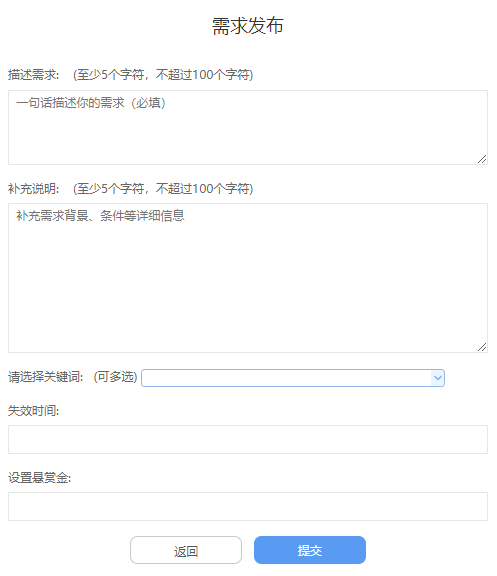 需求发布
描述需求: (至少5个字符，不超过100个字符)
一句话描述你的需求（必填）
补充说明: (至少5个字符，不超过100个字符)
补充需求背景、条件等详细信息
请选择关键词: (可多选)
失效时间:
设置悬赏金:
返回 提交